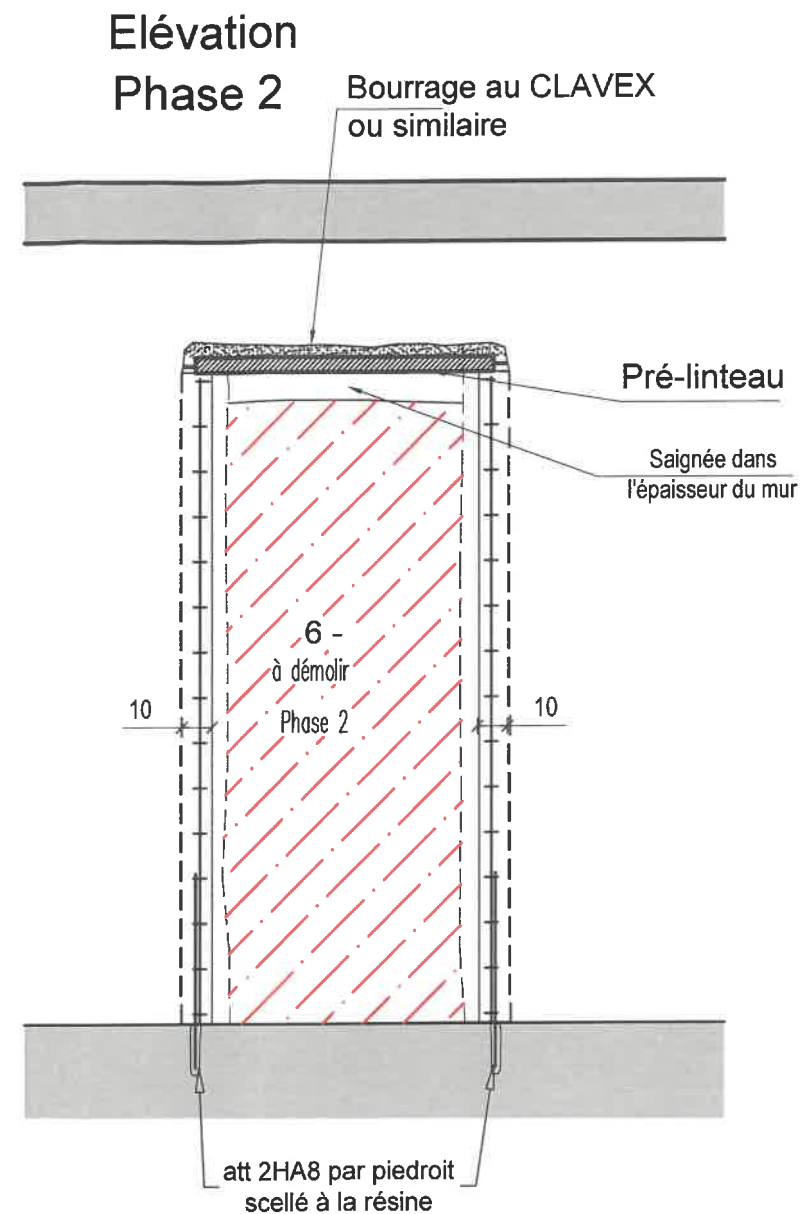 Elévation
Phase 2
Bourrage au CLAVEX
ou similaire
Pré-linteau
Saignée dans
l'épaisseur du mur
6 -
à démolir
Phase 2
10
10
att 2HA8 par piedroit
scellé à la résine